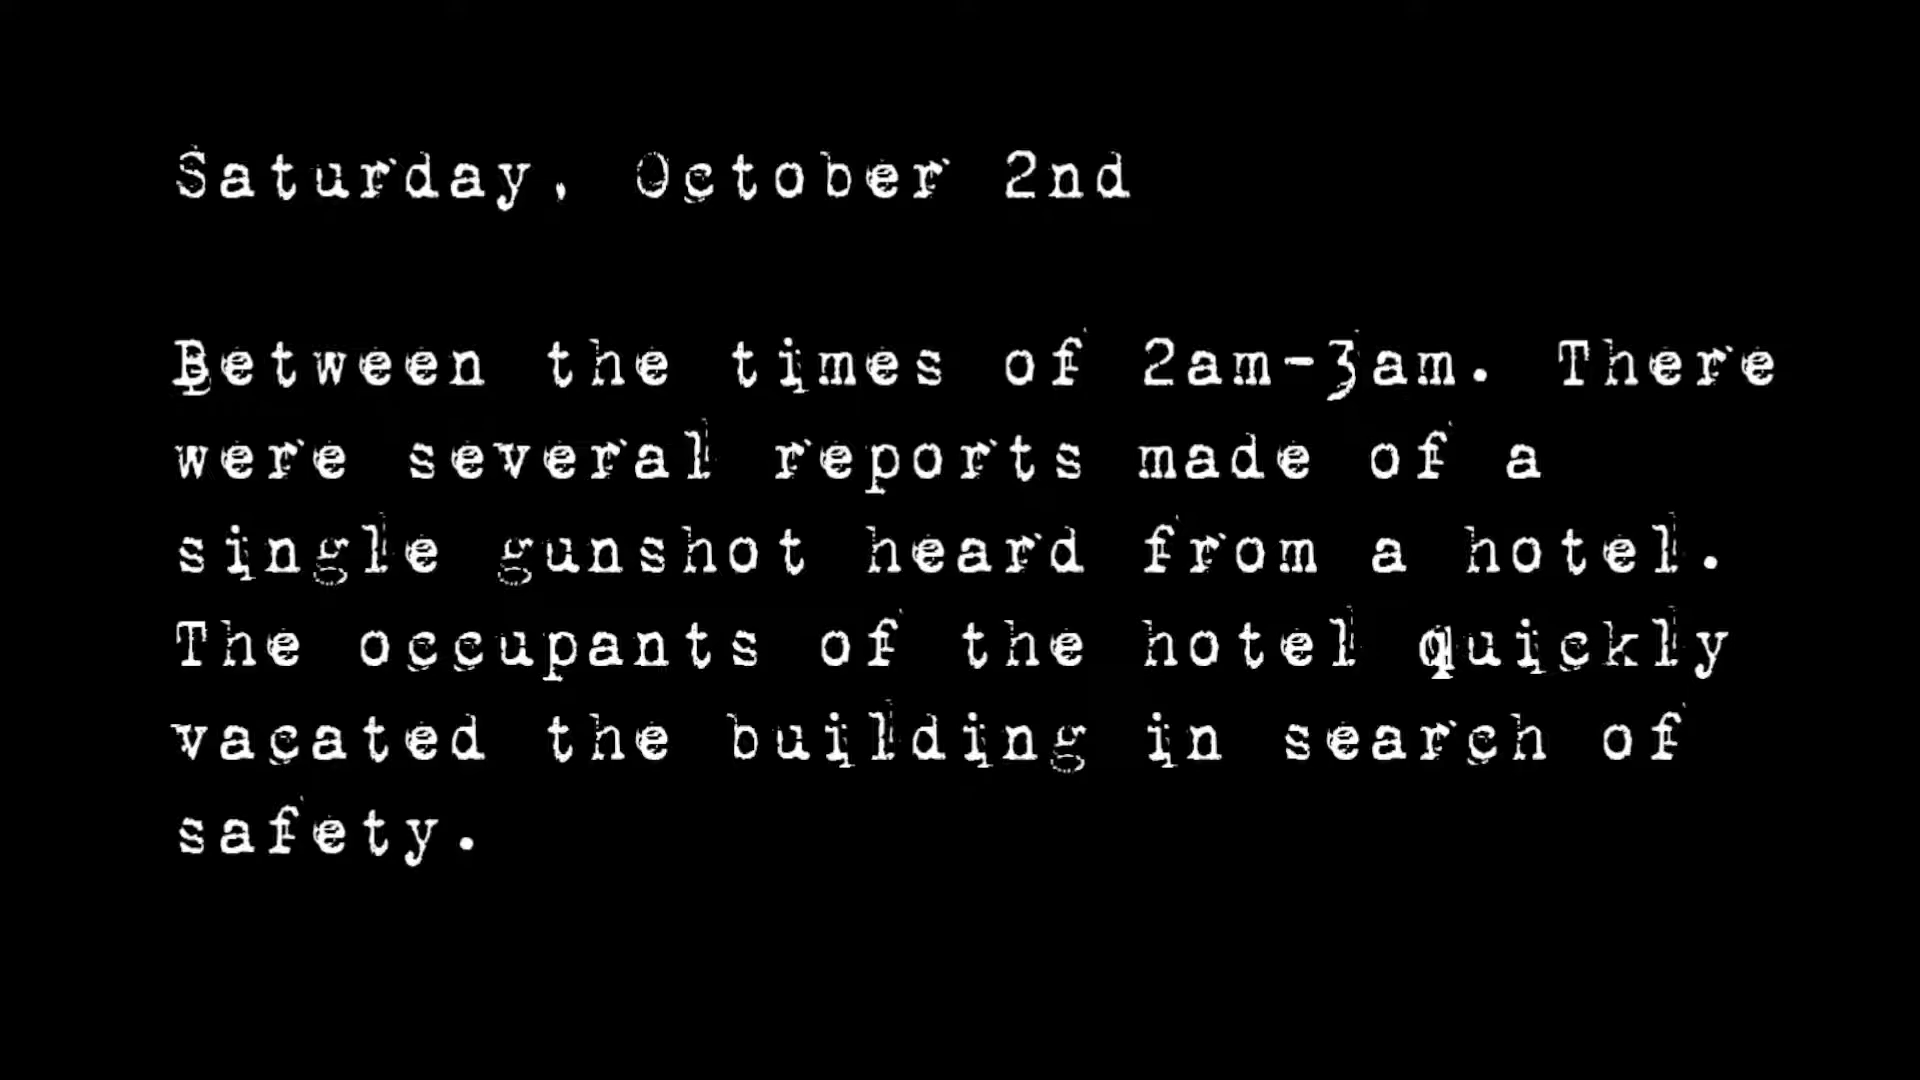 Saturday, October 2nd
Between the times of 2am-3am. There
were several reports made of a
single gunshot heard from a hotel.
The occupants of the hotel quickly
vacated the building in search of
safety.